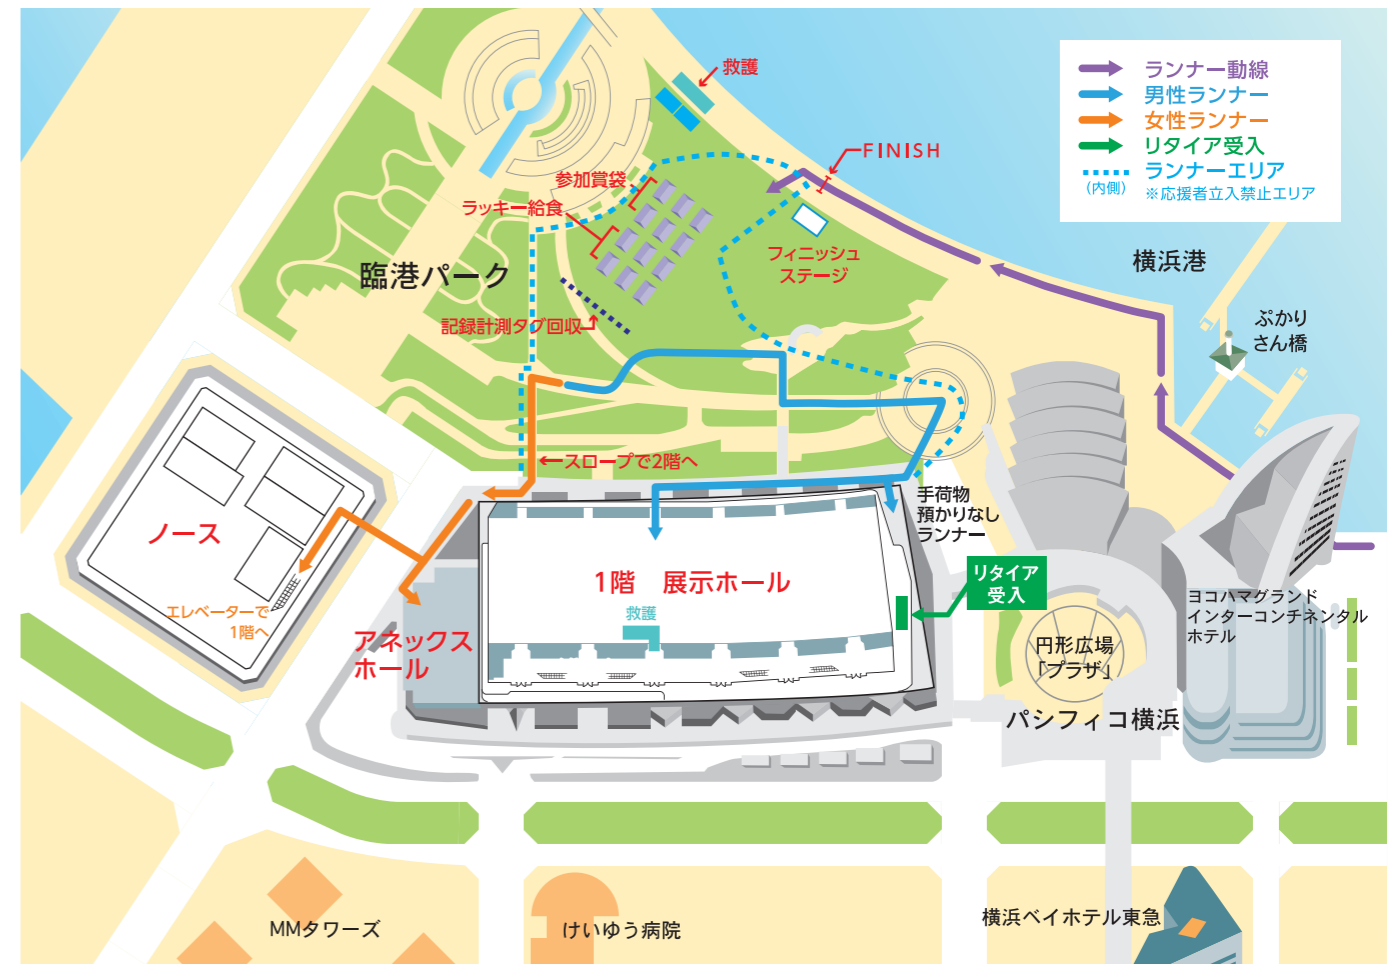 ランナー動線
男性ランナー
女性ランナー
リタイア受入
ランナーエリア
(内側)
※応援者立入禁止エリア
救護
FINISH
参加賞袋
ラッキー給食
フィニッシュ
ステージ
臨港パーク
記録計測タグ回収
横浜港
ぷかり
さん橋
←スロープで2階へ
手荷物
預かりなし
ランナー
ノース
エレベーターで
1階へ
1階 展示ホール
救護
リタイア
受入
アネックス
ホール
円形広場
「プラザ」
ヨコハマグランド
インターコンチネンタル
ホテル
パシフィコ横浜
MMタワーズ
けいゆう病院
横浜ベイホテル東急